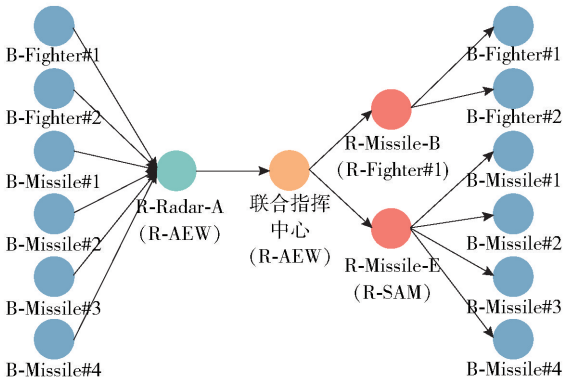 B-Fighter#1
B-Fighter#2
B-Missile#1
B-Missile#2
B-Missile#3
B-Missile#4
R-Radar-A
(R-AEW)
联合指挥
中心
(R-AEW)
R-Missile-B
(R-Fighter#1)
R-Missile-E
(R-SAM)
B-Fighter#1
B-Fighter#2
B-Missile#1
B-Missile#2
B-Missile#3
B-Missile#4